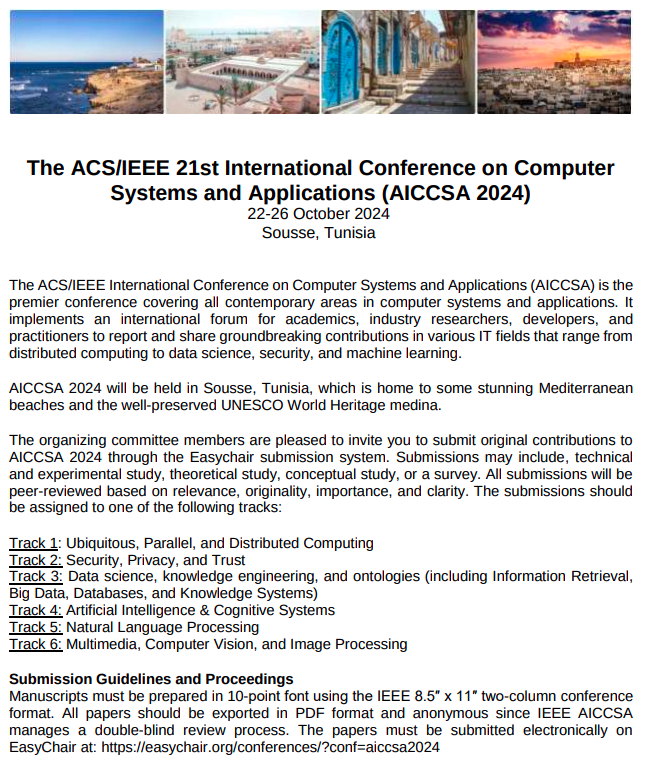 The ACS/IEEE 21st International Conference on Computer
Systems and Applications (AICCSA 2024)
22-26 October 2024
Sousse, Tunisia
The ACS/IEEE International Conference on Computer Systems and Applications (AICCSA) is the
premier conference covering all contemporary areas in computer systems and applications. It
implements an international forum for academics, industry researchers, developers, and
practitioners to report and share groundbreaking contributions in various IT fields that range from
distributed computing to data science, security, and machine learning.
AICCSA 2024 will be held in Sousse, Tunisia, which is home to some stunning Mediterranean
beaches and the well-preserved UNESCO World Heritage medina.
The organizing committee members are pleased to invite you to submit original contributions to
AICCSA 2024 through the Easychair submission system. Submissions may include, technical
and experimental study, theoretical study, conceptual study, or a survey. All submissions will be
peer-reviewed based on relevance, originality, importance, and clarity. The submissions should
be assigned to one of the following tracks:
Track 1: Ubiquitous, Parallel, and Distributed Computing
Track 2: Security, Privacy, and Trust
Track 3: Data science, knowledge engineering, and ontologies (including Information Retrieval,
Big Data, Databases, and Knowledge Systems)
Track 4: Artificial Intelligence & Cognitive Systems
Track 5: Natural Language Processing
Track 6: Multimedia, Computer Vision, and Image Processing
Submission Guidelines and Proceedings
Manuscripts must be prepared in 10-point font using the IEEE 8.5″ x 11″ two-column conference
format. All papers should be exported in PDF format and anonymous since IEEE AICCSA
manages a double-blind review process. The papers must be submitted electronically on
EasyChair at: https://easychair.org/conferences/?conf=aiccsa2024